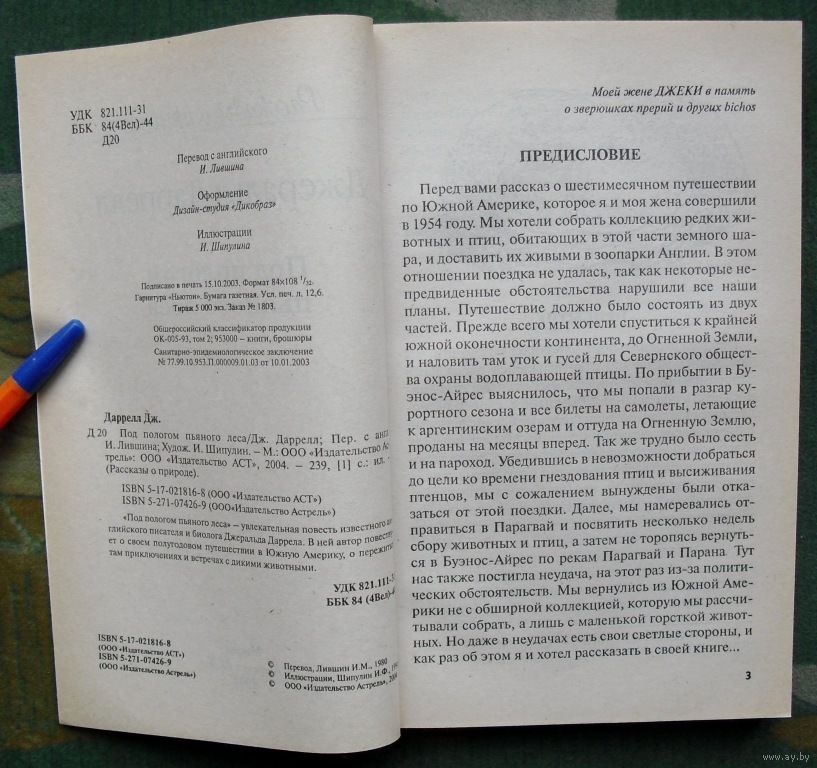 УДК 821.111-31
ББК 84(4Вел)-44
Д20
Перевод с английского
И. Лившина
Оформление
Дизайн-студия «Дикобраз»
Иллюстрации
И. Шипулина
Подписано в печать 15.10.2003. Формат 84×108 1/32.
Гарнитура «Ньютон». Бумага газетная. Усл. печ. л. 12,6.
Тираж 5 000 экз. Заказ № 1803.
Общероссийский классификатор продукции
ОК-005-93, том 2; 953000 – книги, брошюры
Санитарно-эпидемиологическое заключение
№ 77.99.10.953.П.000009.01.03 от 10.01.2003
Даррелл Дж.
Д 20 Под пологом пьяного леса/Дж. Даррелл; Пер. с англ.
И. Лившина; Худож. И. Шипулин. – М.: ООО «Издательство Ас
трель»: ООО «Издательство АСТ», 2004. – 239, [1] с.: ил. -
(Рассказы о природе).
ISBN 5-17-021816-8 (ООО «Издательство АСТ»)
ISBN 5-271-07426-9 (ООО«Издательство Астрель»)
«Под пологом пьяного леса» – увлекательная повесть известного
глийского писателя и биолога Джеральда Даррела. В ней автор повеству
ет о своем полугодовом путешествии в Южную Америку, о пережиты
там приключениях и встречах с дикими животными.
УДК 821.111-31
ББК 84 (4Вел)-4
ISBN 5-17-021816-8
(ООО «Издательство АСТ»)
ISBN 5-271-07426-9
(ООО «Издательство Астрель»)
© Перевод, Лившин И.М., 1980
© Иллюстрации, Шипулин И.Ф.,
© ООО «Издательство Астрель», 2004
Моей жене ДЖЕКИ в память
о зверюшках прерий и других bichos
ПРЕДИСЛОВИЕ
Перед вами рассказ о шестимесячном путешествии
по Южной Америке, которое я и моя жена совершили
в 1954 году. Мы хотели собрать коллекцию редких жи-
вотных и птиц, обитающих в этой части земного ша-
ра, и доставить их живыми в зоопарки Англии. В этом
отношении поездка не удалась, так как некоторые не-
предвиденные обстоятельства нарушили все наши
планы. Путешествие должно было состоять из двух
частей. Прежде всего мы хотели спуститься к крайней
южной оконечности континента, до Огненной Земли,
и наловить там уток и гусей для Севернского общест-
ва охраны водоплавающей птицы. По прибытии в Бу-
энос-Айрес выяснилось, что мы попали в разгар ку-
рортного сезона и все билеты на самолеты, летающие
к аргентинским озерам и оттуда на Огненную Землю,
проданы на месяцы вперед. Так же трудно было сесть
и на пароход. Убедившись в невозможности добраться
до цели ко времени гнездования птиц и высиживания
птенцов, мы с сожалением вынуждены были отка-
заться от этой поездки. Далее, мы намеревались от-
правиться в Парагвай и посвятить несколько недель
сбору животных и птиц, а затем не торопясь вернуть-
ся в Буэнос-Айрес по рекам Парагвай и Парана Тут
нас также постигла неудача, на этот раз из-за полити-
ческих обстоятельств. Мы вернулись из Южной Аме-
рики не с обширной коллекцией, которую мы рассчи-
тывали собрать, а лишь с маленькой горсткой живот-
ных. Но даже в неудачах есть свои светлые стороны, и
как раз об этом я и хотел рассказать в своей книге...
3
www.ay.by